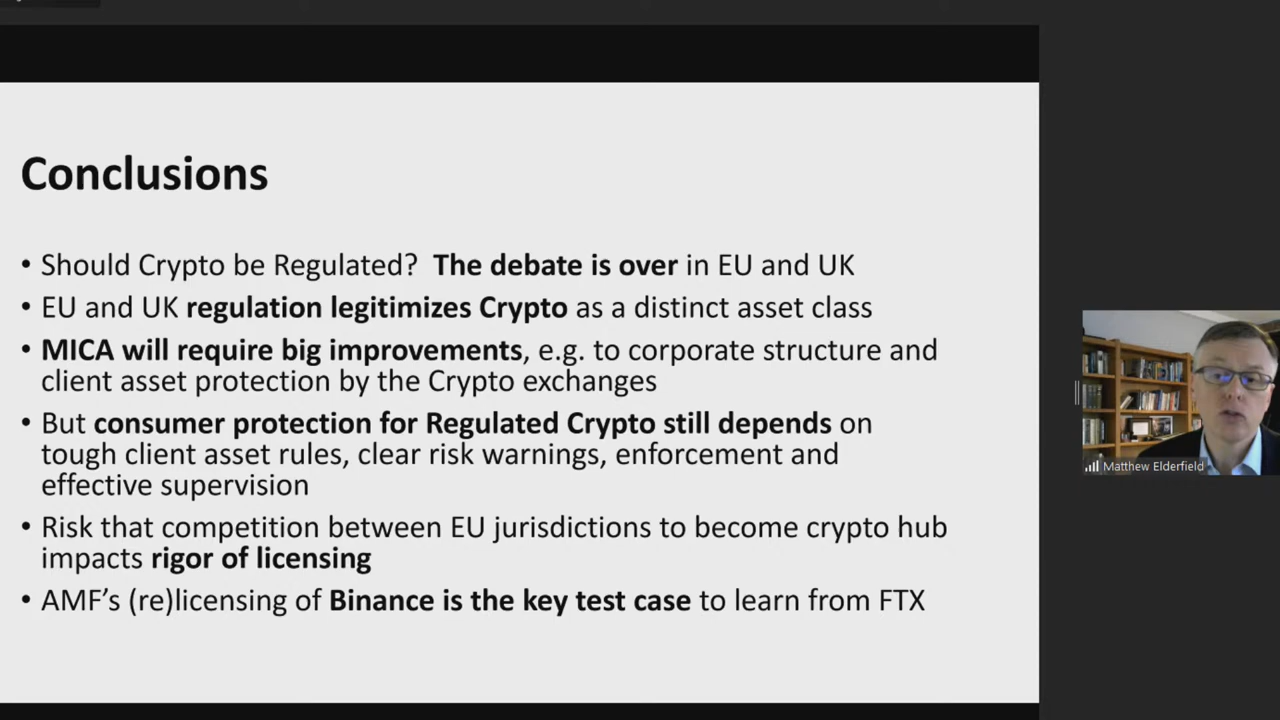 Conclusions
• Should Crypto be Regulated?  The debate is over in EU and UK
• EU and UK regulation legitimizes Crypto as a distinct asset class
• MICA will require big improvements, e.g. to corporate structure and
client asset protection by the Crypto exchanges
• But consumer protection for Regulated Crypto still depends on
tough client asset rules, clear risk warnings, enforcement and
effective supervision
• Risk that competition between EU jurisdictions to become crypto hub
impacts rigor of licensing
• AMF’s (re)licensing of Binance is the key test case to learn from FTX
Matthew Elderfield